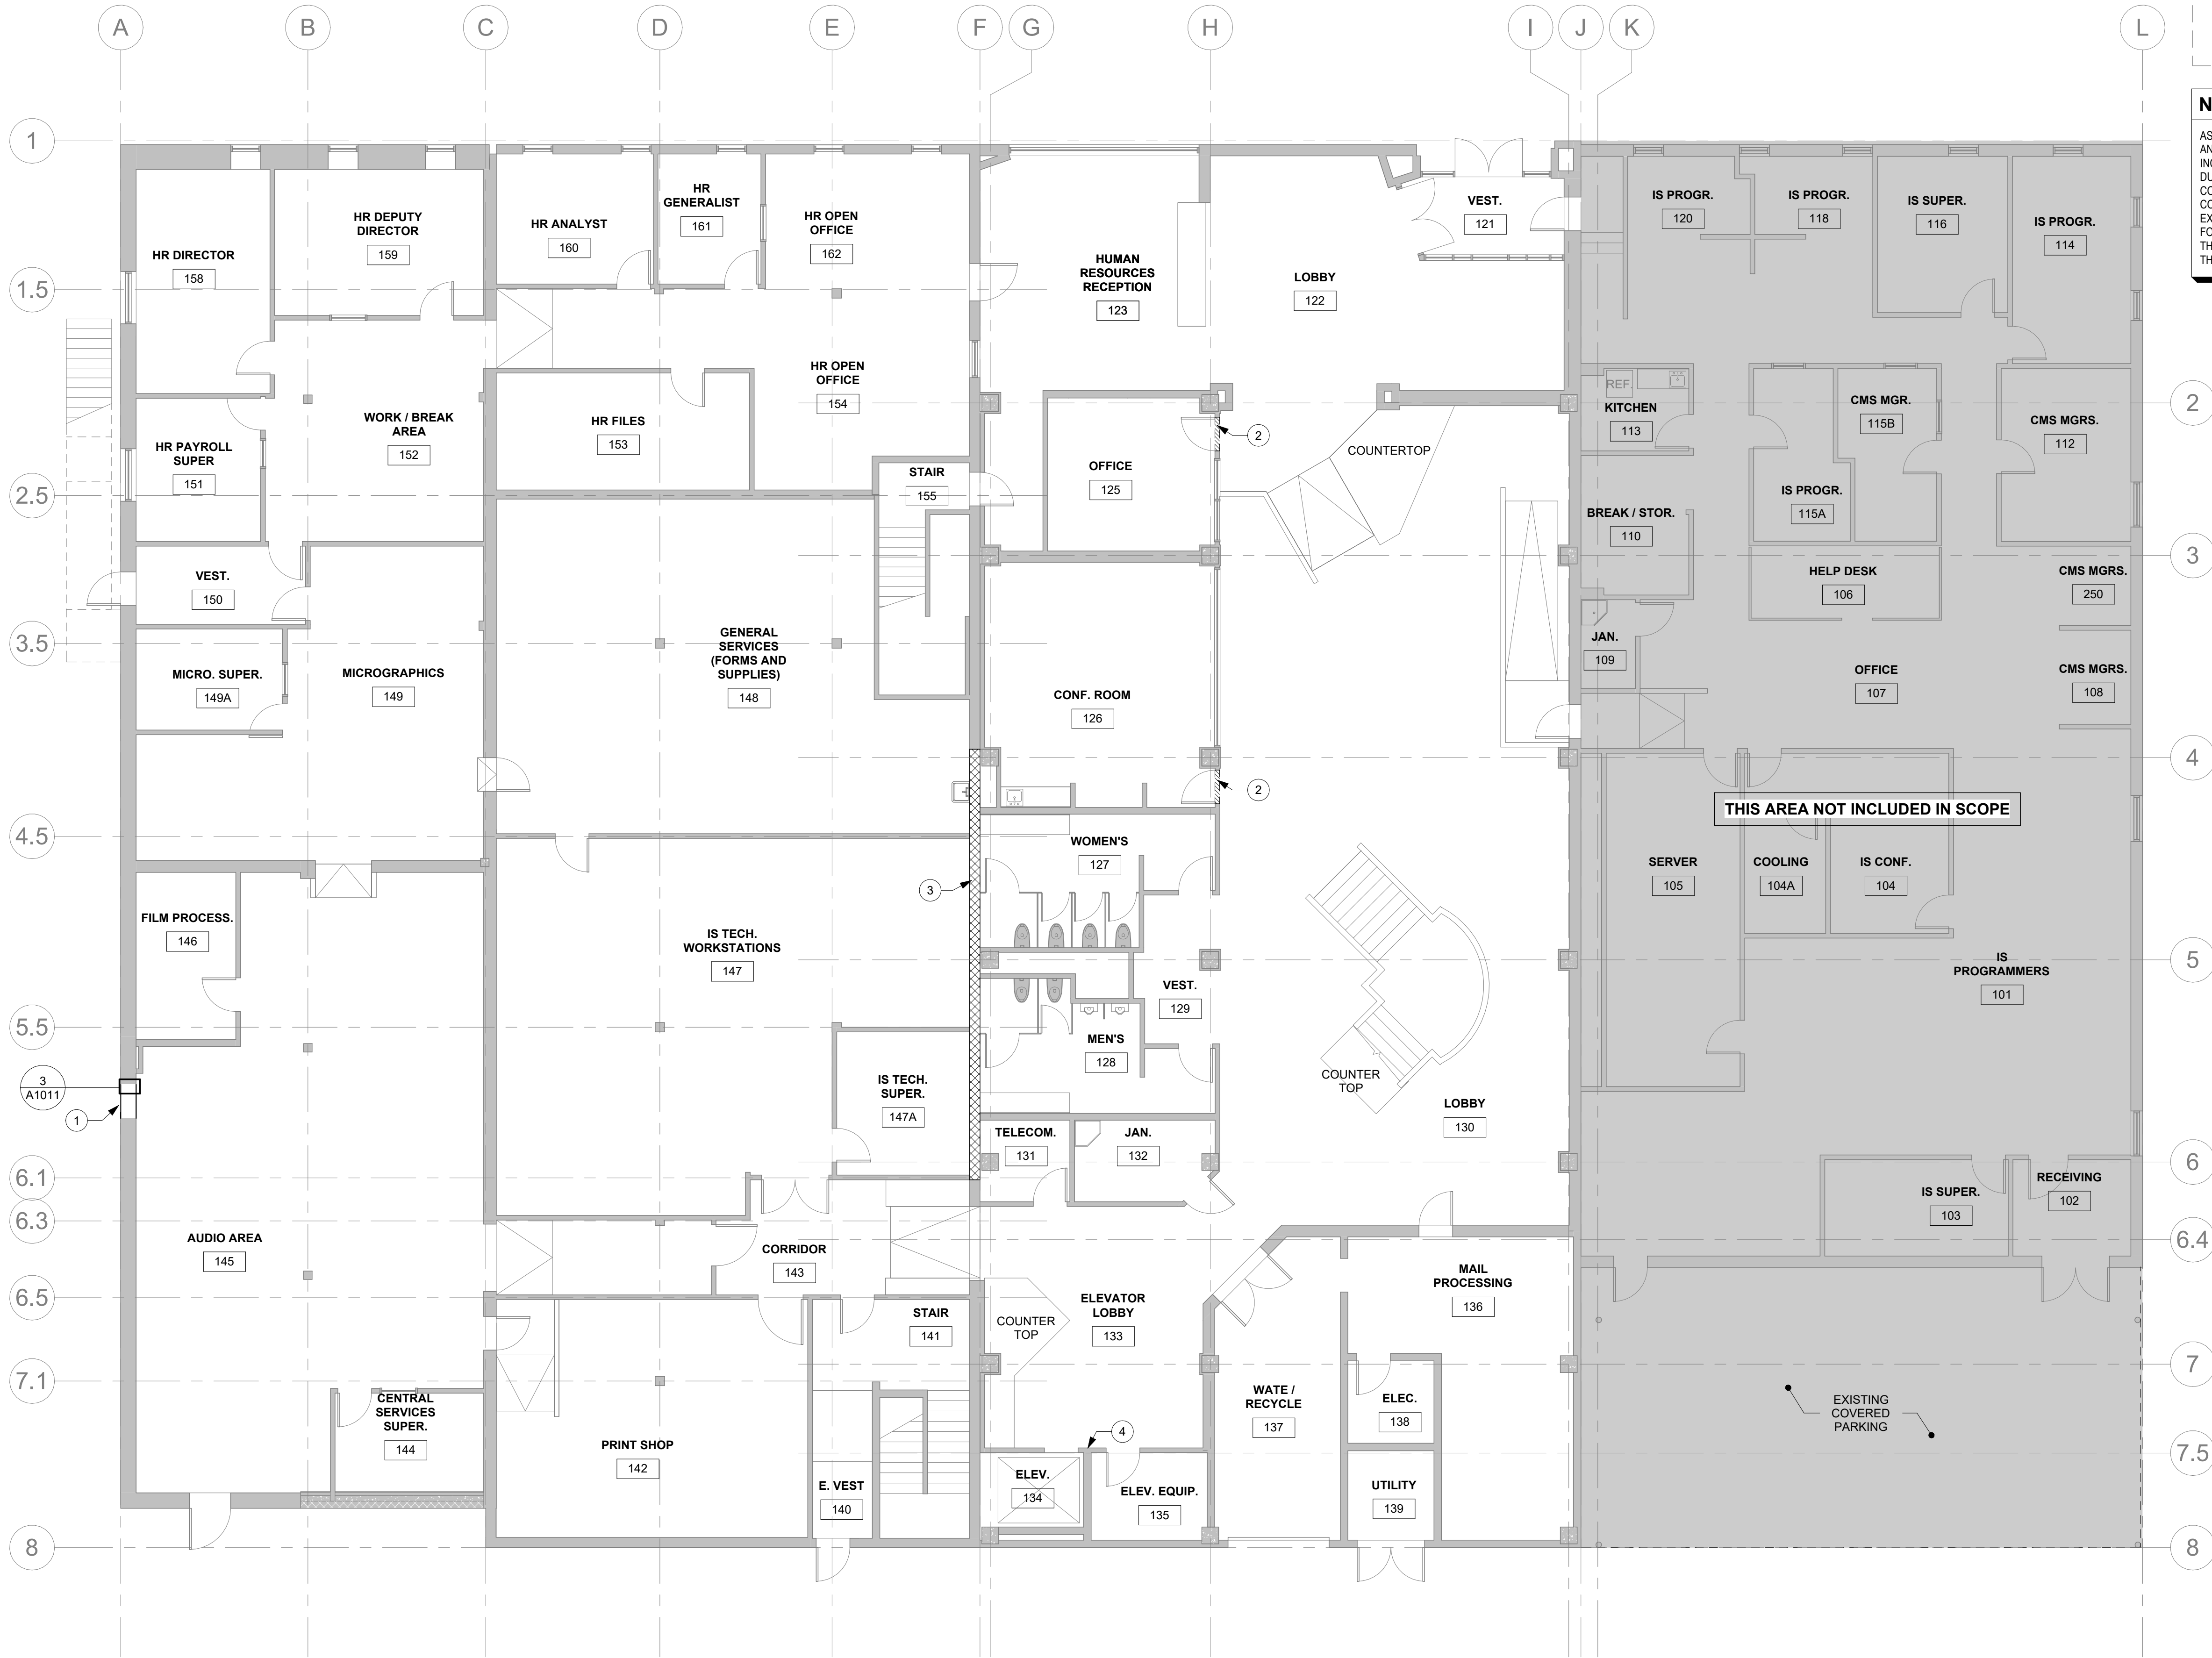 A
B
C
D
E
F
G
H
I
J
K
L
1
1.5
2.5
3.5
4.5
5.5
6.1
6.3
6.5
7.1
8
2
3
4
5
6
6.4
7
7.5
8
HR DIRECTOR
158
HR DEPUTY
DIRECTOR
159
HR ANALYST
160
HR
GENERALIST
161
HR OPEN
OFFICE
162
HUMAN
RESOURCES
RECEPTION
123
LOBBY
122
VEST.
121
IS PROGR.
120
IS PROGR.
118
IS SUPER.
116
IS PROGR.
114
HR PAYROLL
SUPER
151
WORK / BREAK
AREA
152
HR FILES
153
HR OPEN
OFFICE
154
STAIR
155
OFFICE
125
2
COUNTERTOP
REF.
KITCHEN
113
CMS MGR.
115B
CMS MGRS.
112
IS PROGR.
115A
BREAK / STOR.
110
VEST.
150
HELP DESK
106
CMS MGRS.
250
MICRO. SUPER.
149A
MICROGRAPHICS
149
GENERAL
SERVICES
(FORMS AND
SUPPLIES)
148
CONF. ROOM
126
2
JAN.
109
OFFICE
107
CMS MGRS.
108
THIS AREA NOT INCLUDED IN SCOPE
WOMEN'S
127
3
SERVER
105
COOLING
104A
IS CONF.
104
FILM PROCESS.
146
IS TECH.
WORKSTATIONS
147
VEST.
129
IS
PROGRAMMERS
101
MEN'S
128
3
A1011
1
IS TECH.
SUPER.
147A
COUNTER
TOP
LOBBY
130
TELECOM.
131
JAN.
132
IS SUPER.
103
RECEIVING
102
AUDIO AREA
145
CORRIDOR
143
MAIL
PROCESSING
136
ELEVATOR
LOBBY
133
COUNTER
TOP
STAIR
141
CENTRAL
SERVICES
SUPER.
144
PRINT SHOP
142
E. VEST
140
4
ELEV.
134
ELEV. EQUIP.
135
WATE /
RECYCLE
137
ELEC.
138
UTILITY
139
EXISTING
COVERED
PARKING